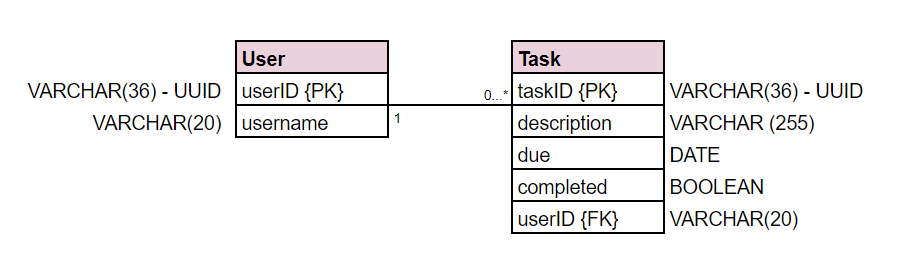 User
VARCHAR(36) - UUID userID {PK}
VARCHAR(20) username
1
0...*
Task
taskID {PK} VARCHAR(36) - UUID
description VARCHAR (255)
due DATE
completed BOOLEAN
userID {FK} VARCHAR(20)